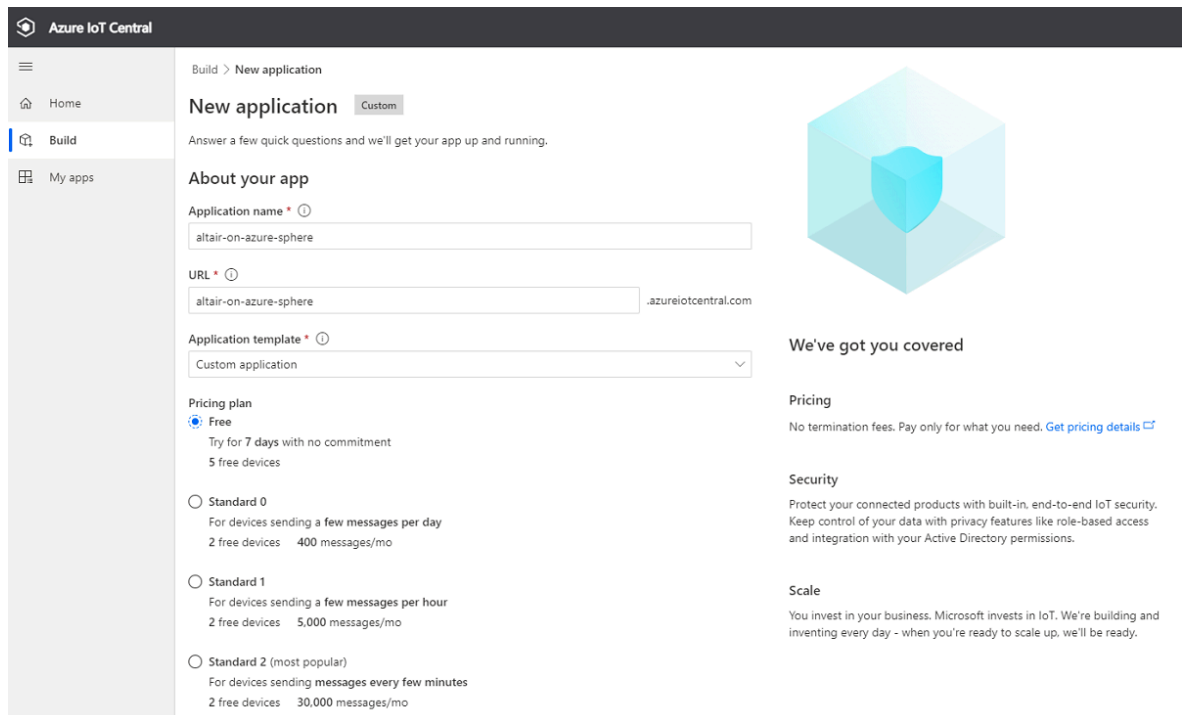 Azure IoT Central
Home
Build
My apps
Build > New application
New application Custom
Answer a few quick questions and we'll get your app up and running.
About your app
Application name *
altair-on-azure-sphere
URL *
altair-on-azure-sphere .azureiotcentral.com
Application template *
Custom application
Pricing plan
Free
Try for 7 days with no commitment
5 free devices
Standard 0
For devices sending a few messages per day
2 free devices 400 messages/mo
Standard 1
For devices sending a few messages per hour
2 free devices 5,000 messages/mo
Standard 2 (most popular)
For devices sending messages every few minutes
2 free devices 30,000 messages/mo
We've got you covered
Pricing
No termination fees. Pay only for what you need. Get pricing details
Security
Protect your connected products with built-in, end-to-end IoT security.
Keep control of your data with privacy features like role-based access
and integration with your Active Directory permissions.
Scale
You invest in your business. Microsoft invests in IoT. We're building and
inventing every day - when you're ready to scale up, we'll be ready.